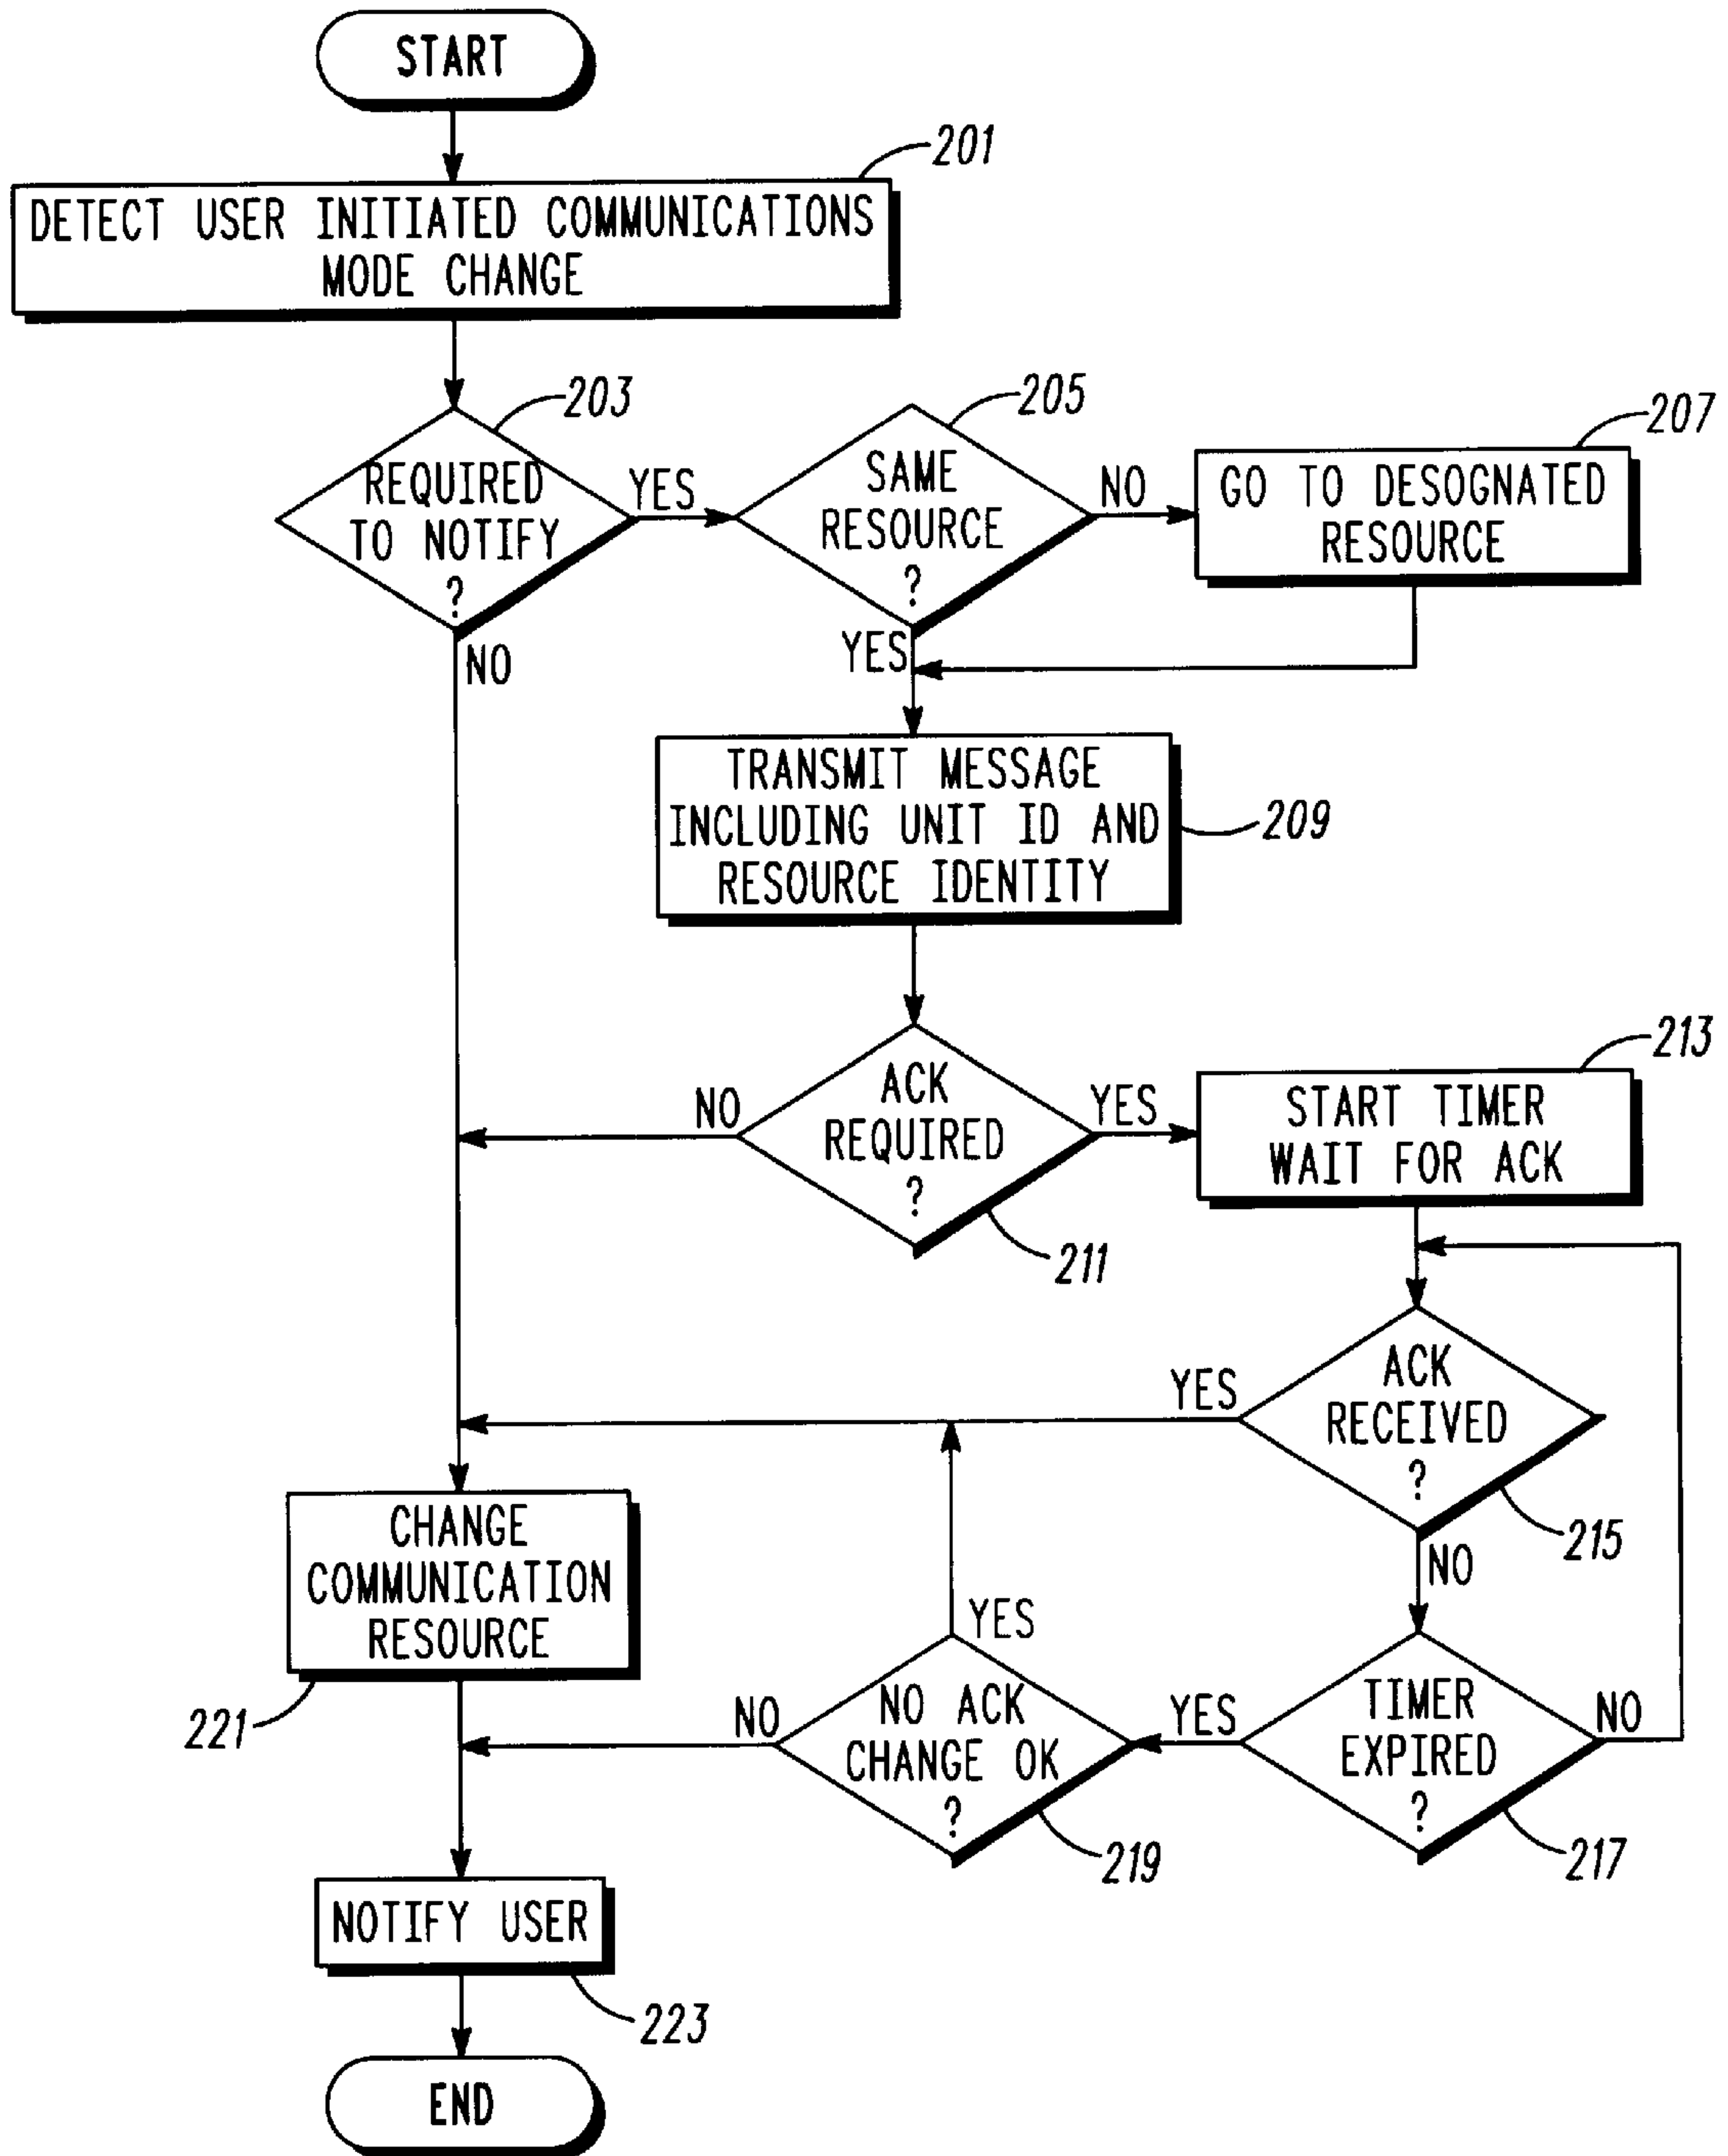 START
201
DETECT USER INITIATED COMMUNICATIONS
MODE CHANGE
203
REQUIRED
TO NOTIFY
?
YES
NO
205
SAME
RESOURCE
?
NO
YES
207
GO TO DESOGNATED
RESOURCE
TRANSMIT MESSAGE
INCLUDING UNIT ID AND
RESOURCE IDENTITY
209
ACK
REQUIRED
?
NO
YES
211
213
START TIMER
WAIT FOR ACK
ACK
RECEIVED
?
YES
NO
215
TIMER
EXPIRED
?
YES
NO
217
NO ACK
CHANGE OK
?
YES
NO
219
CHANGE
COMMUNICATION
RESOURCE
221
NOTIFY USER
223
END